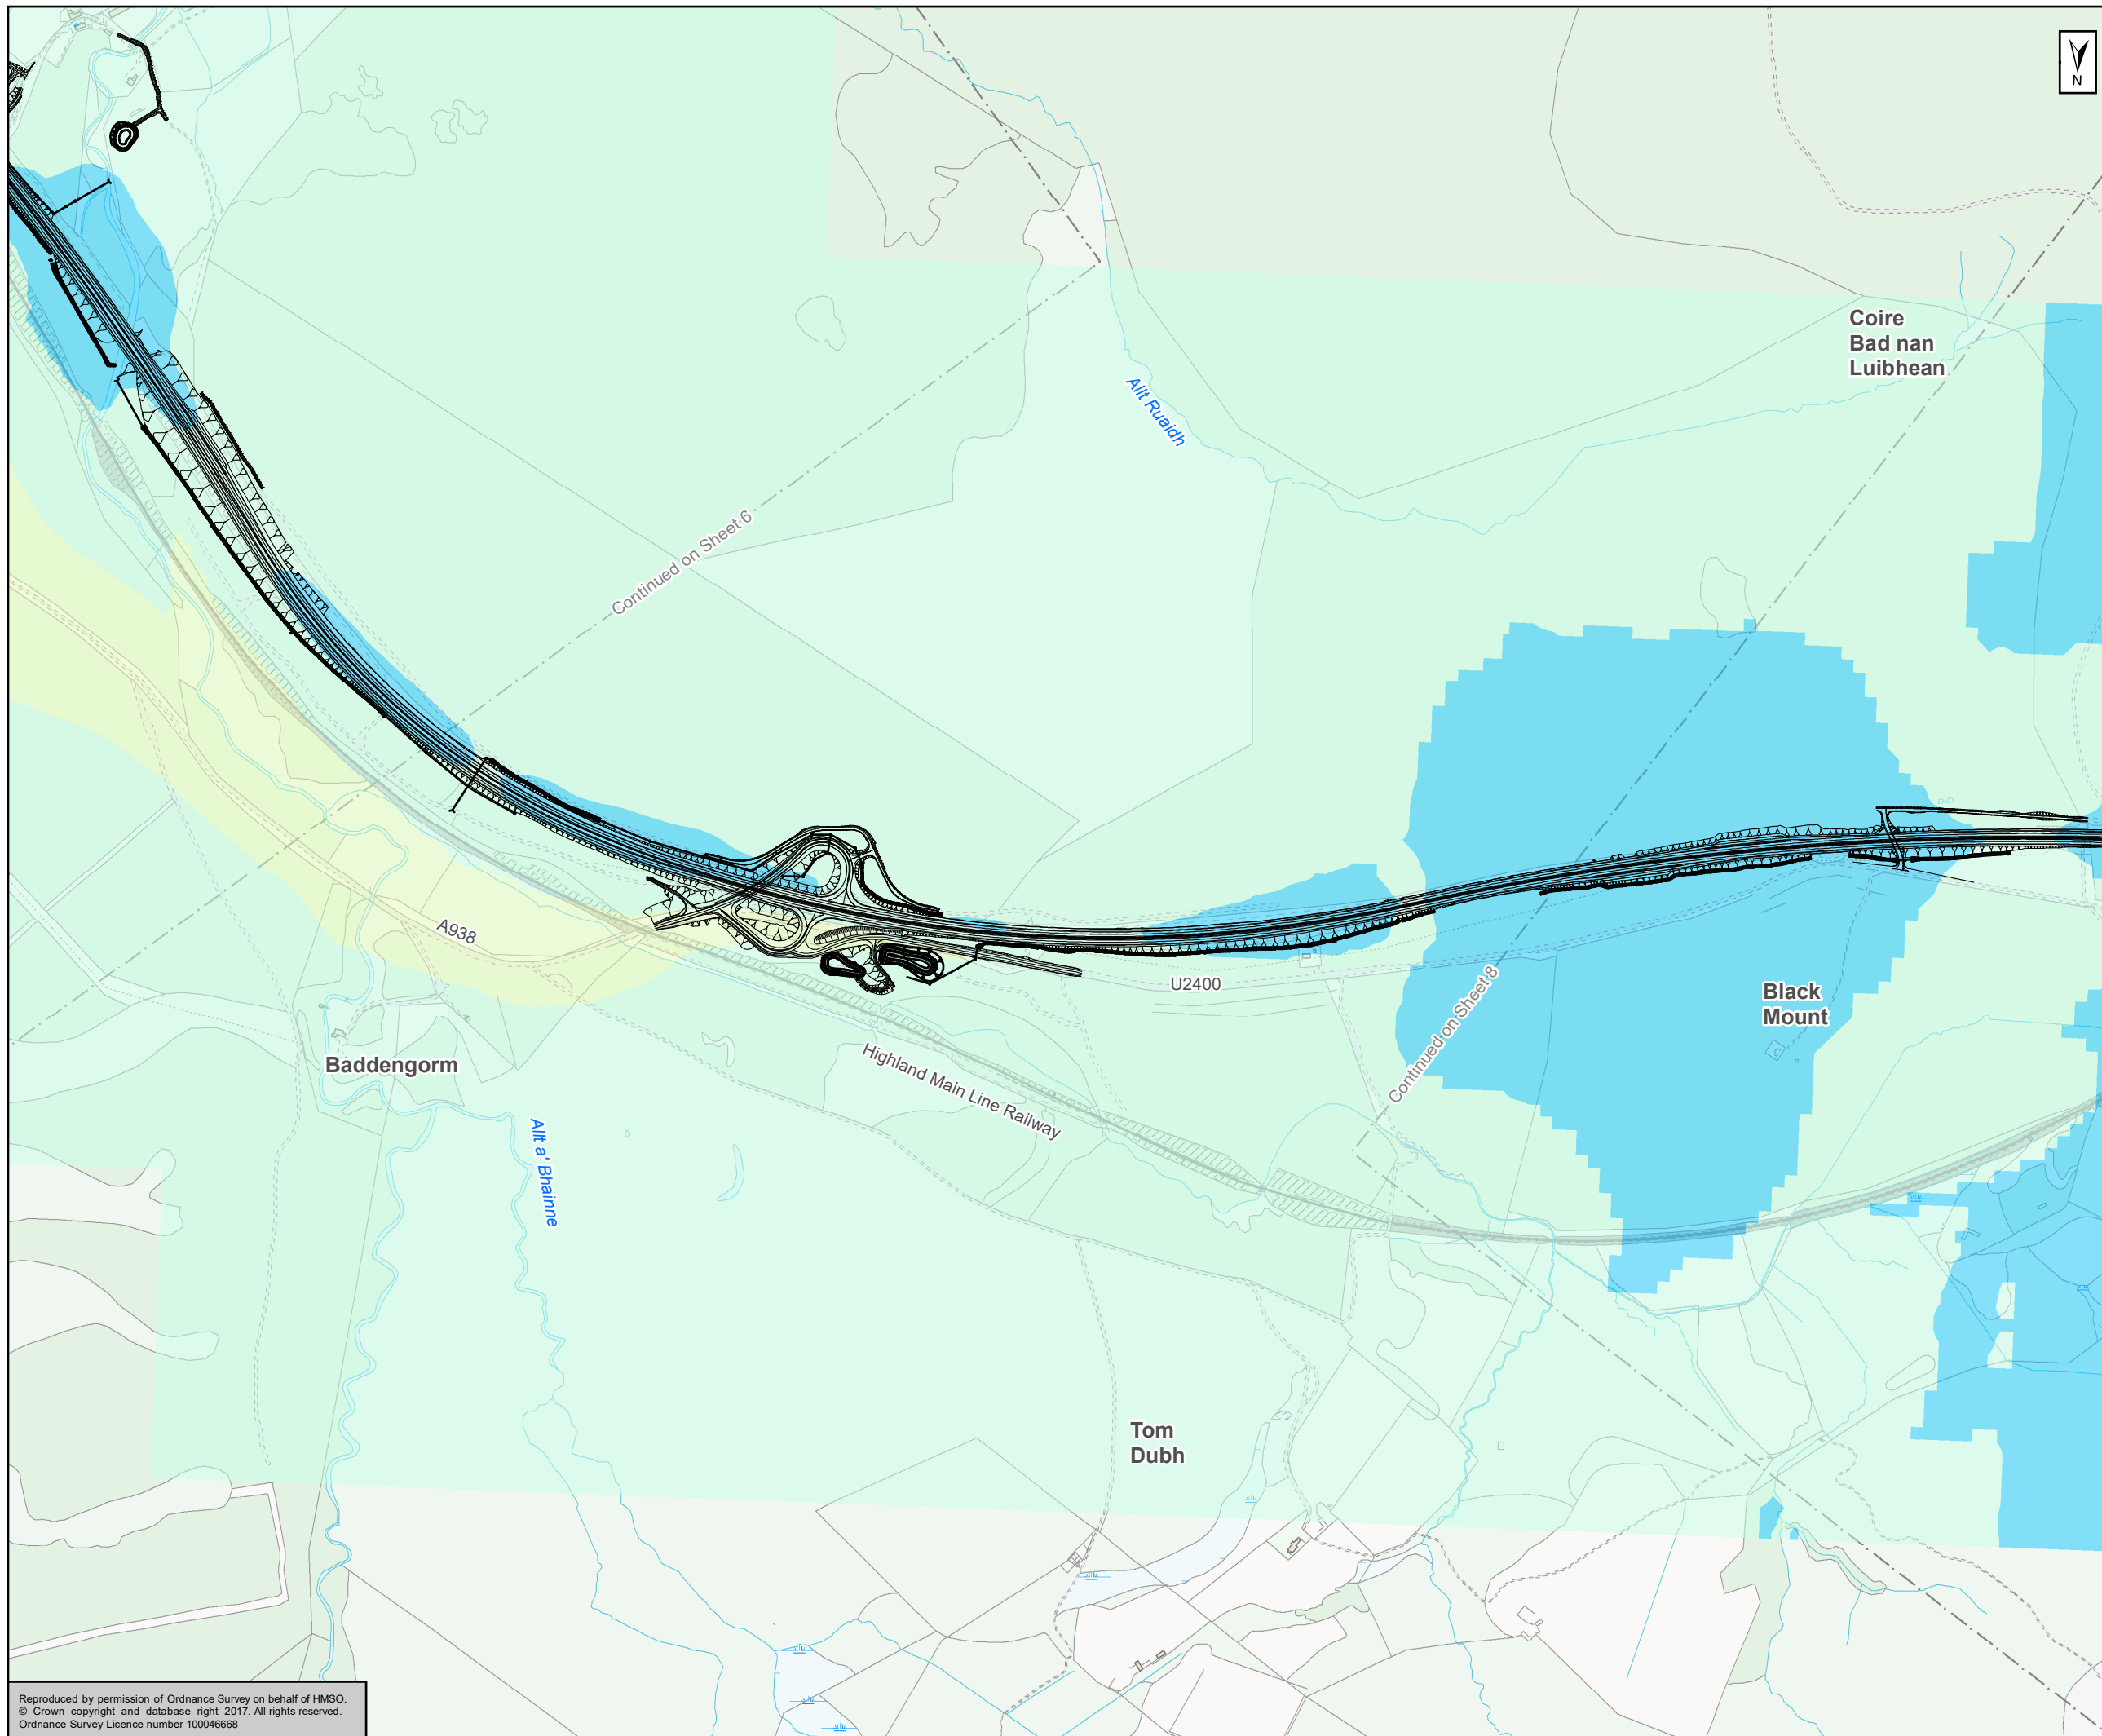 N
Coire
Bad nan
Luibhean
Allt Ruaidh
Continued on Sheet 6
A938
U2400
Continued on Sheet 8
Black
Mount
Baddengorm
Highland Main Line Railway
Allt a' Bhainne
Tom
Dubh
Reproduced by permission of Ordnance Survey on behalf of HMSO.
© Crown copyright and database right 2017. All rights reserved.
Ordnance Survey Licence number 100046668